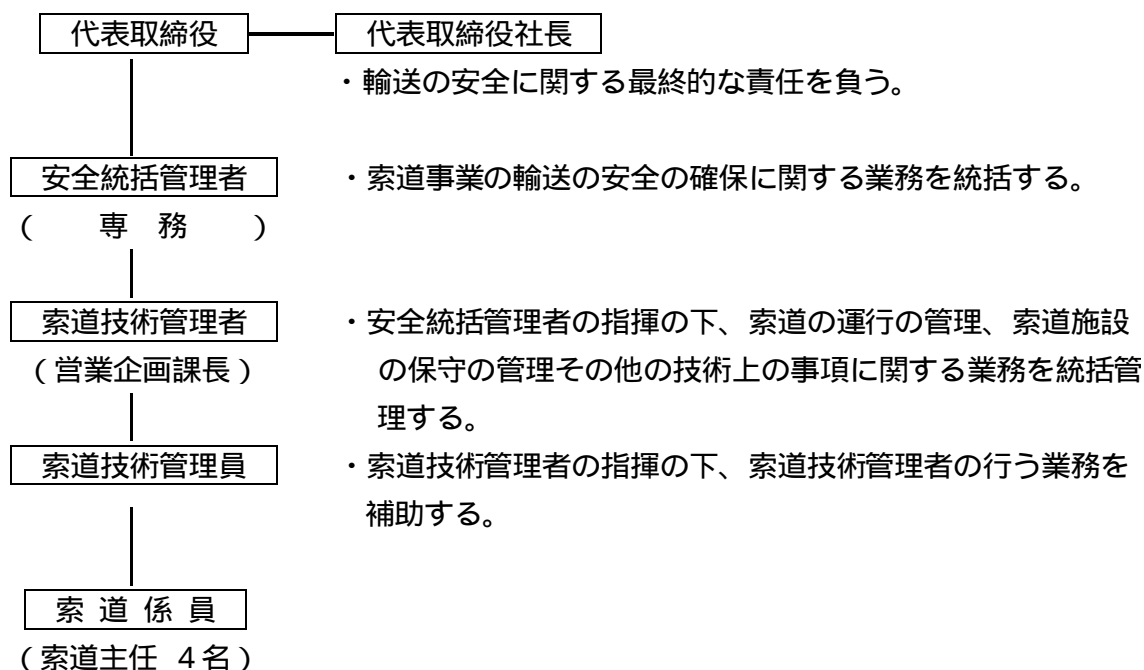 代表取締役 代表取締役社長
・輸送の安全に関する最終的な責任を負う。
安全統括管理者 ・索道事業の輸送の安全の確保に関する業務を統括する。
(　専　務　)
索道技術管理者 ・安全統括管理者の指揮の下、索道の運行の管理、索道施設
(営業企画課長) の保守の管理その他の技術上の事項に関する業務を統括管
理する。
索道技術管理員 ・索道技術管理者の指揮の下、索道技術管理者の行う業務を
補助する。
索 道 係 員
(索道主任 4名)